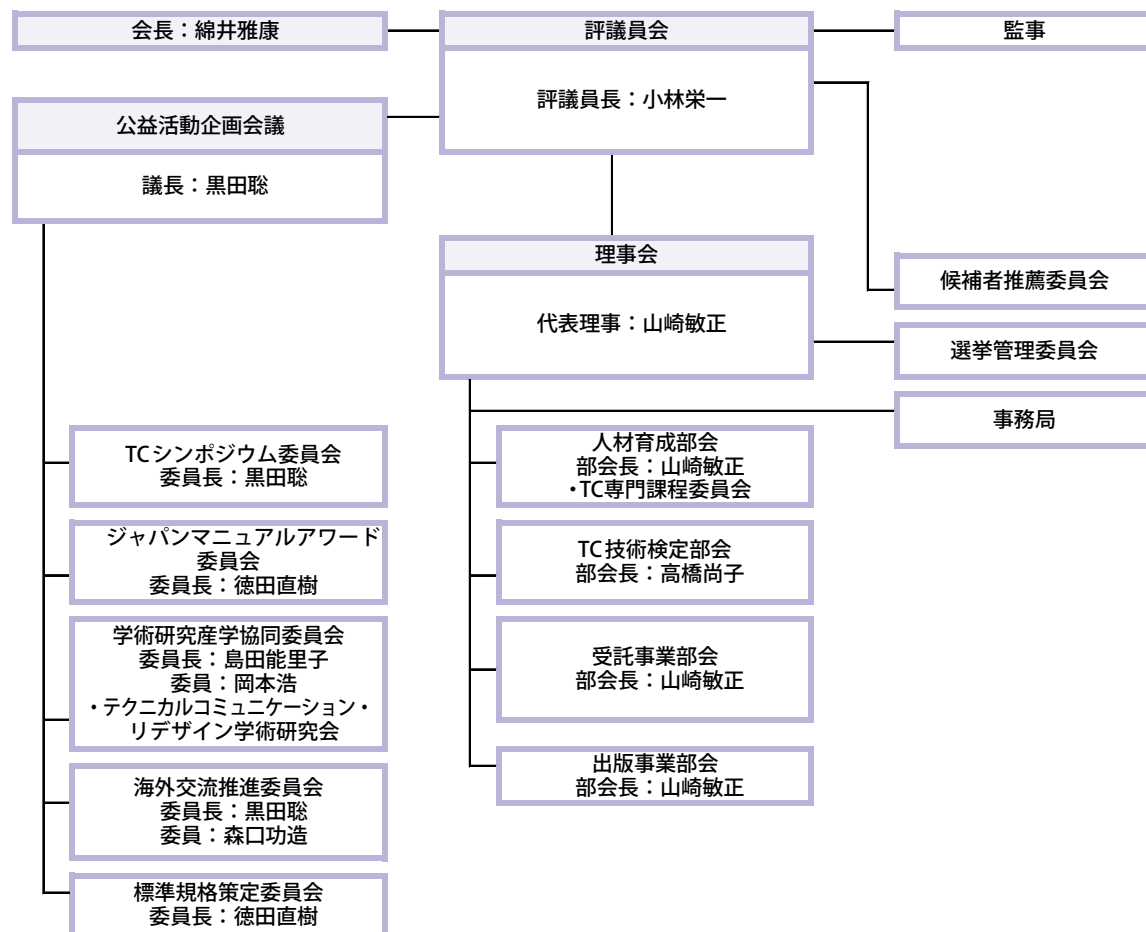 会長：綿井雅康
評議員会
評議員長：小林栄一
監事
公益活動企画会議
議長：黒田聡
理事会
代表理事：山崎敏正
候補者推薦委員会
選挙管理委員会
事務局
TCシンポジウム委員会
委員長：黒田聡
ジャパンマニュアルアワード
委員会
委員長：徳田直樹
学術研究産学協同委員会
委員長：島田能里子
委員：岡本浩
・テクニカルコミュニケーション・
リデザイン学術研究会
海外交流推進委員会
委員長：黒田聡
委員：森口功造
標準規格策定委員会
委員長：徳田直樹
人材育成部会
部会長：山崎敏正
・TC専門課程委員会
TC技術検定部会
部会長：高橋尚子
受託事業部会
部会長：山崎敏正
出版事業部会
部会長：山崎敏正